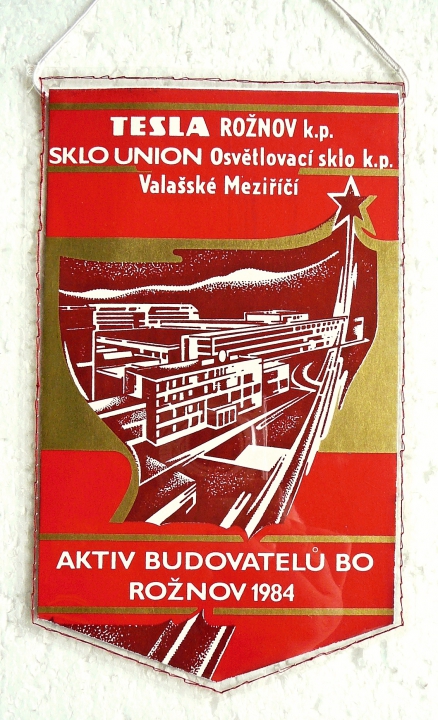 TESLA ROŽNOV k.p.
SKLO UNION Osvětlovací sklo k.p.
Valašské Meziříčí
AKTIV BUDOVATELŮ BO
ROŽNOV 1984